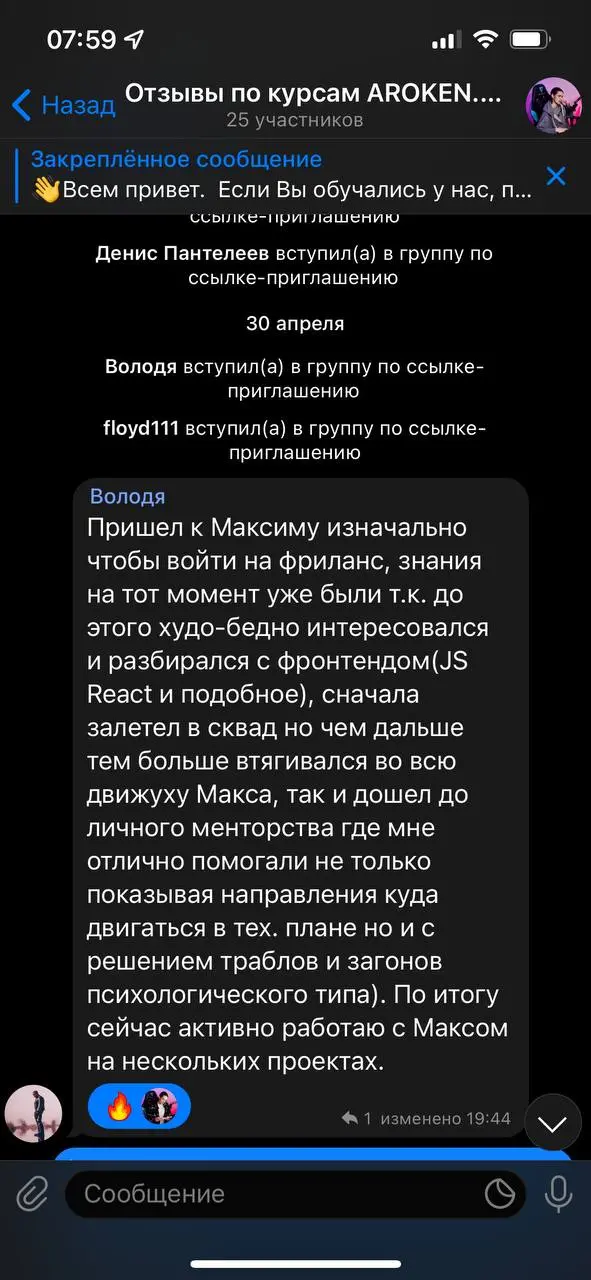 07:59
Назад
Отзывы по курсам AROKEN....
25 участников
Закреплённое сообщение
👋Всем привет. Если Вы обучались у нас, п...
ссылке-приглашению
Денис Пантелеев вступил(а) в группу по
ссылке-приглашению
30 апреля
Володя вступил(а) в группу по ссылке-
приглашению
floyd111 вступил(а) в группу по ссылке-
приглашению
Володя
Пришел к Максиму изначально
чтобы войти на фриланс, знания
на тот момент уже были т.к. до
этого худо-бедно интересовался
и разбирался с фронтендом(JS
React и подобное), сначала
залетел в сквад но чем дальше
тем больше втягивался во всю
движуху Макса, так и дошел до
личного менторства где мне
отлично помогали не только
показывая направления куда
двигаться в тех. плане но и с
решением траблов и загонов
психологического типа). По итогу
сейчас активно работаю с Максом
на нескольких проектах.
1 изменено 19:44
Сообщение